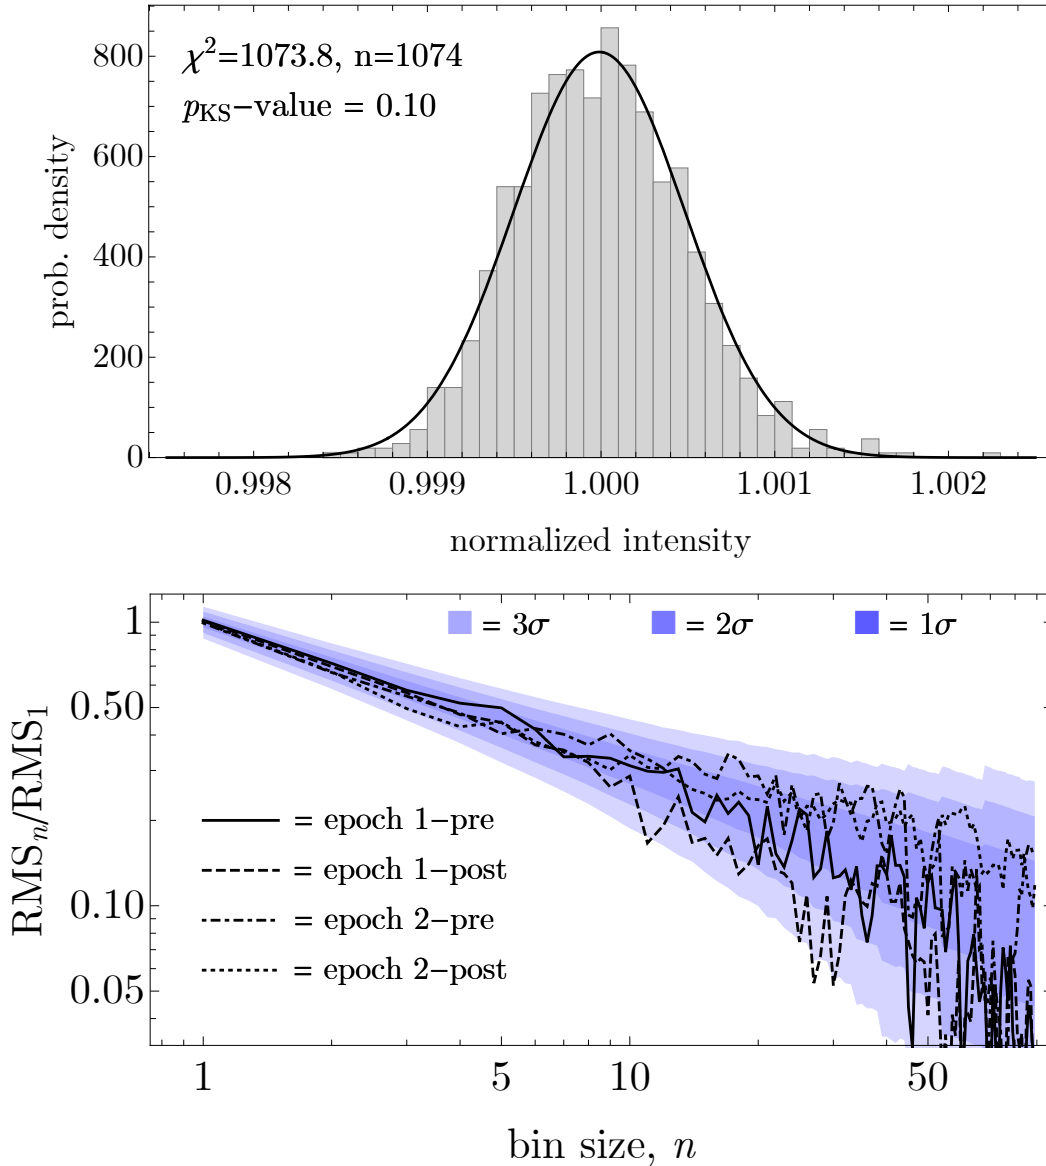 χ²=1073.8, n=1074
p_KS–value = 0.10
prob. density
800
600
400
200
0
0.998 0.999 1.000 1.001 1.002
normalized intensity
= 3σ = 2σ = 1σ
RMS_n/RMS_1
1
0.50
0.10
0.05
= epoch 1–pre
= epoch 1–post
= epoch 2–pre
= epoch 2–post
1 5 10 50
bin size, n